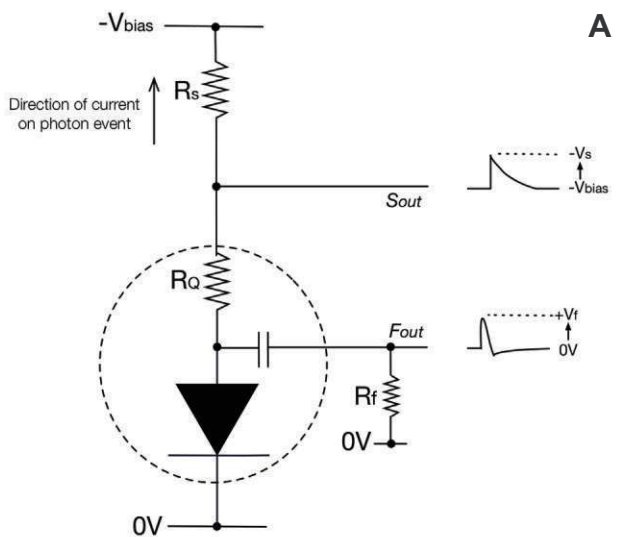 A
-Vbias
Rs
Direction of current
on photon event
-Vs
-Vbias
Sout
RQ
Fout
+Vf
0V
Rf
0V
0V